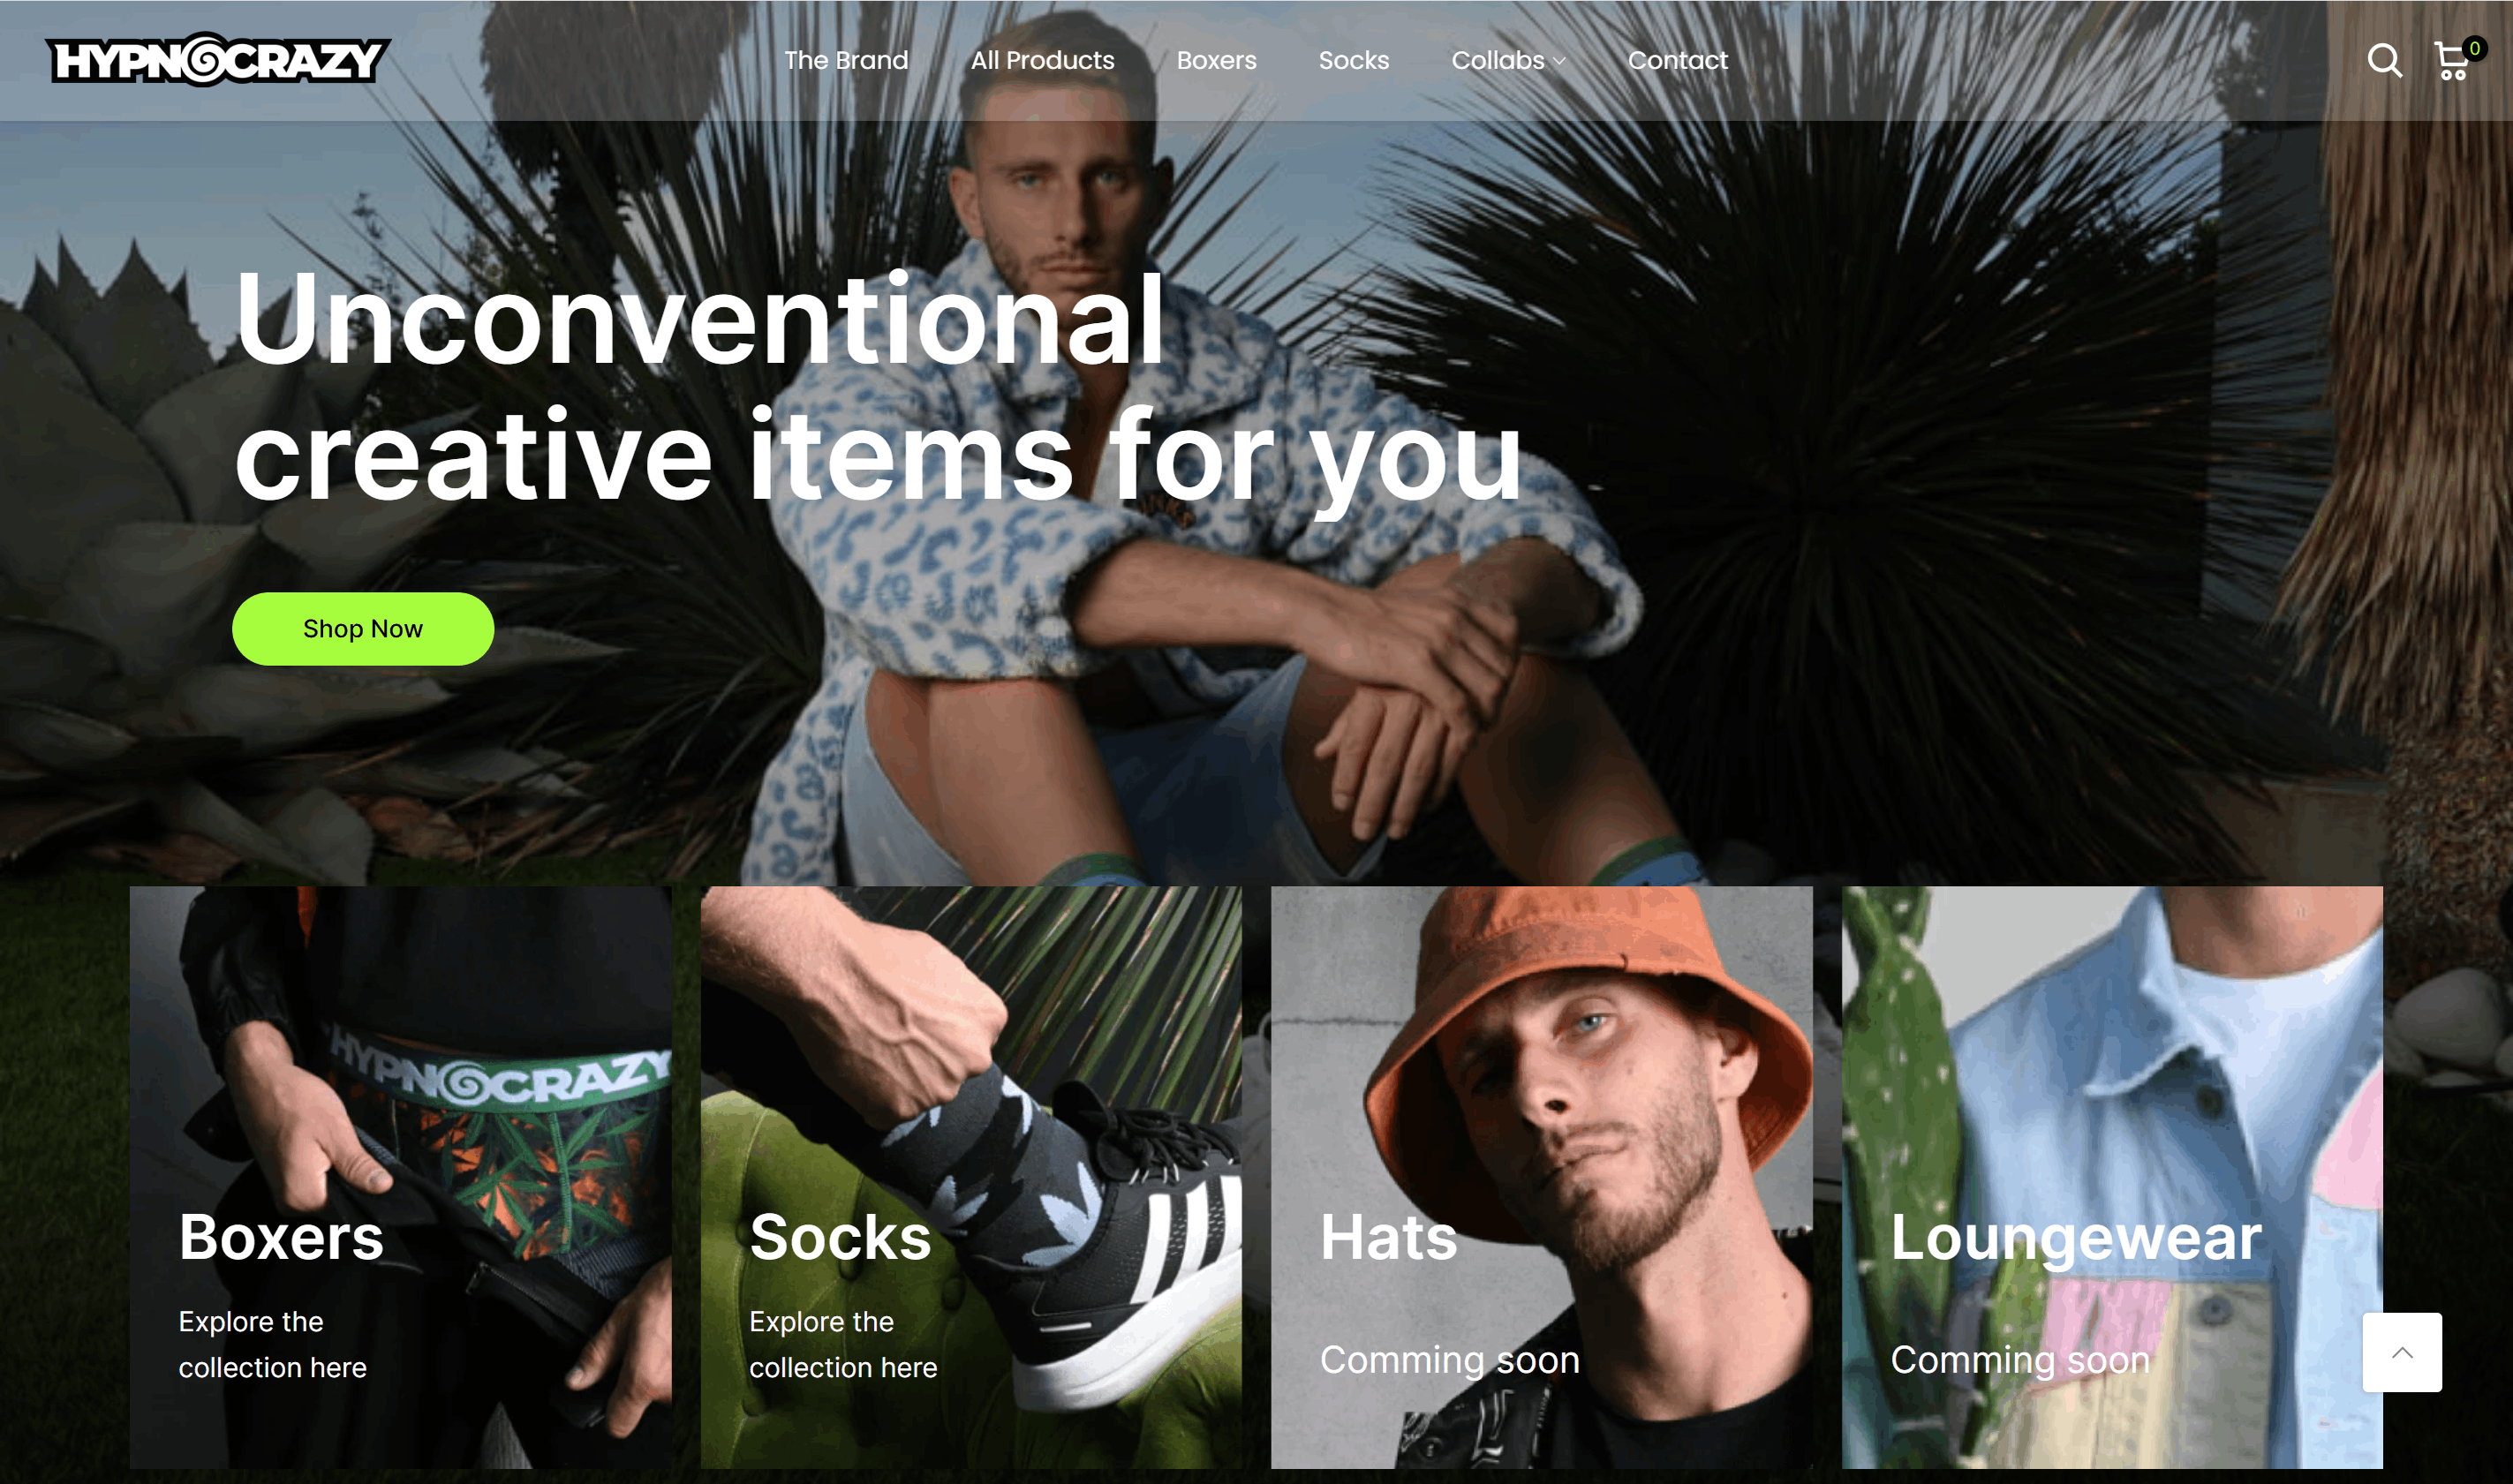 HYPNOCRAZY
The Brand
All Products
Boxers
Socks
Collabs
Contact
0
Unconventional
creative items for you
Shop Now
HYPNOCRAZY
Boxers
Explore the
collection here
Socks
Explore the
collection here
Hats
Comming soon
Loungewear
Comming soon